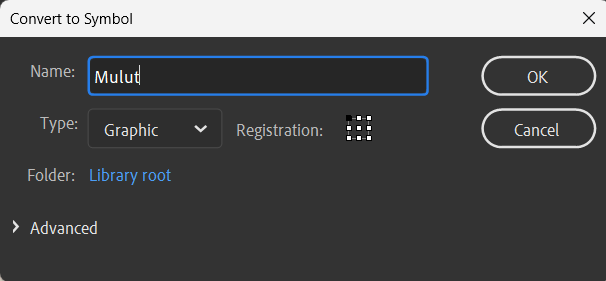 Convert to Symbol
Name: Mulut OK
Type: Graphic Registration: Cancel
Folder: Library root
Advanced